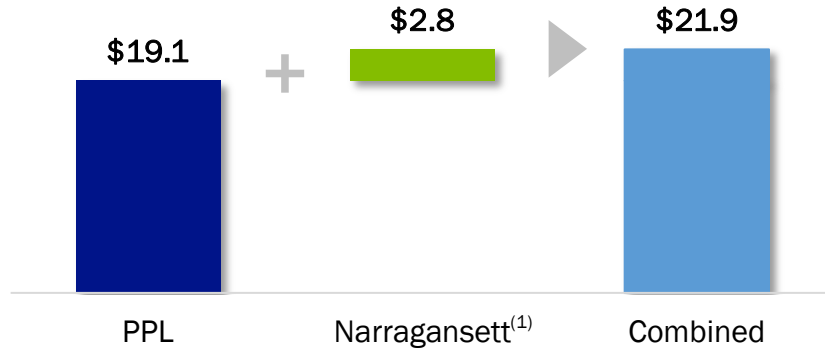 $19.1
+
$2.8
$21.9
PPL
Narragansett(1)
Combined